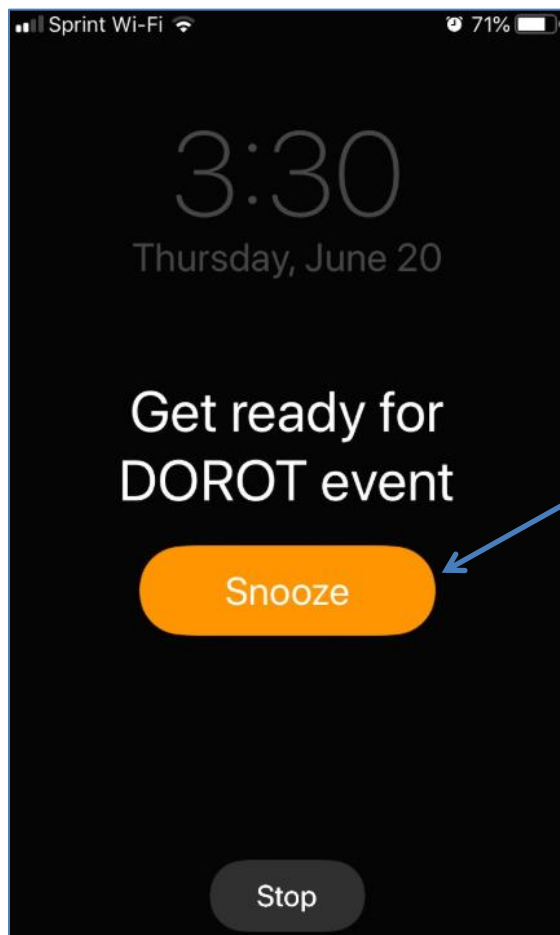 Sprint Wi-Fi 71%
3:30
Thursday, June 20
Get ready for
DOROT event
Snooze
Stop